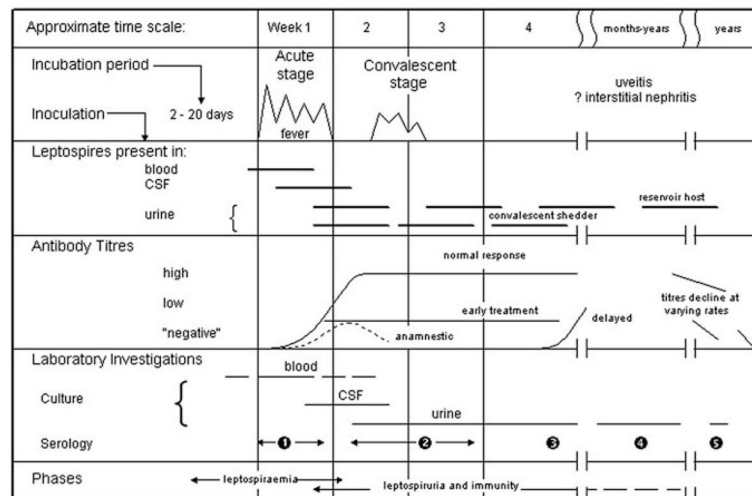 Approximate time scale: Week 1 2 3 4 months-years years
Incubation period
Inoculation 2 - 20 days
Acute
stage
fever
Convalescent
stage
uveitis
? interstitial nephritis
Leptospires present in:
blood
CSF
urine {
reservoir host
convalescent shedder
Antibody Titres
high
low
"negative"
normal response
early treatment
anamnestic
delayed
titres decline at
varying rates
Laboratory Investigations
Culture {
blood
CSF
urine
Serology ❶ ❷ ❸ ❹ ❺
Phases leptospiraemia leptospiruria and immunity